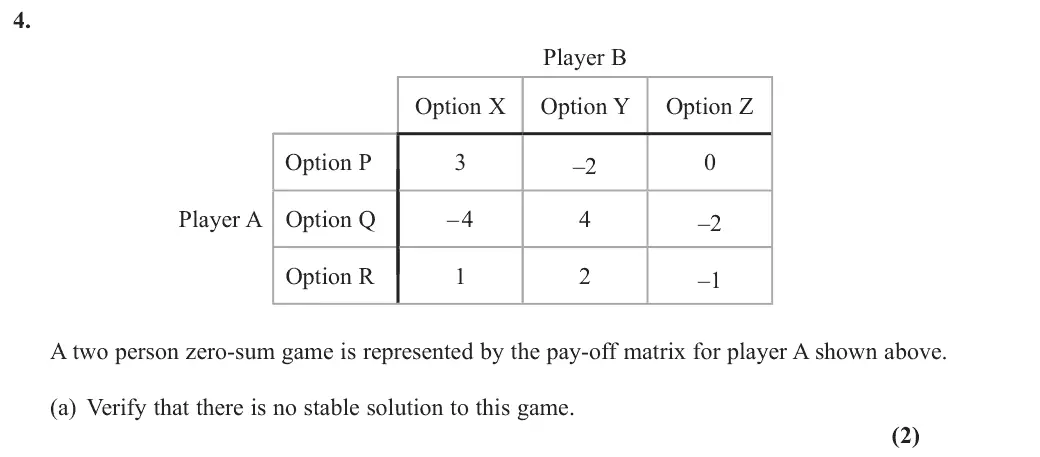 4.
Player B
Option X Option Y Option Z
Option P 3 –2 0
Player A Option Q –4 4 –2
Option R 1 2 –1
A two person zero-sum game is represented by the pay-off matrix for player A shown above.
(a) Verify that there is no stable solution to this game.
(2)